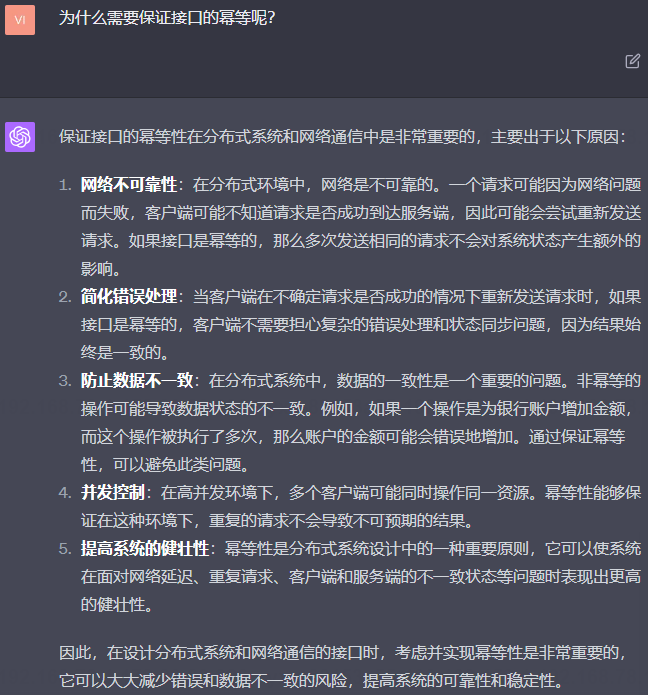 VI
为什么需要保证接口的幂等呢?
保证接口的幂等性在分布式系统和网络通信中是非常重要的，主要出于以下原因：
1. 网络不可靠性：在分布式环境中，网络是不可靠的。一个请求可能因为网络问题
而失败，客户端可能不知道请求是否成功到达服务端，因此可能会尝试重新发送
请求。如果接口是幂等的，那么多次发送相同的请求不会对系统状态产生额外的
影响。
2. 简化错误处理：当客户端在不确定请求是否成功的情况下重新发送请求时，如果
接口是幂等的，客户端不需要担心复杂的错误处理和状态同步问题，因为结果始
终是一致的。
3. 防止数据不一致：在分布式系统中，数据的一致性是一个重要的问题。非幂等的
操作可能导致数据状态的不一致。例如，如果一个操作是为银行账户增加金额，
而这个操作被执行了多次，那么账户的金额可能会错误地增加。通过保证幂等
性，可以避免此类问题。
4. 并发控制：在高并发环境下，多个客户端可能同时操作同一资源。幂等性能够保
证在这种环境下，重复的请求不会导致不可预期的结果。
5. 提高系统的健壮性：幂等性是分布式系统设计中的一种重要原则，它可以使系统
在面对网络延迟、重复请求、客户端和服务端的不一致状态等问题时表现出更高
的健壮性。
因此，在设计分布式系统和网络通信的接口时，考虑并实现幂等性是非常重要的，
它可以大大减少错误和数据不一致的风险，提高系统的可靠性和稳定性。